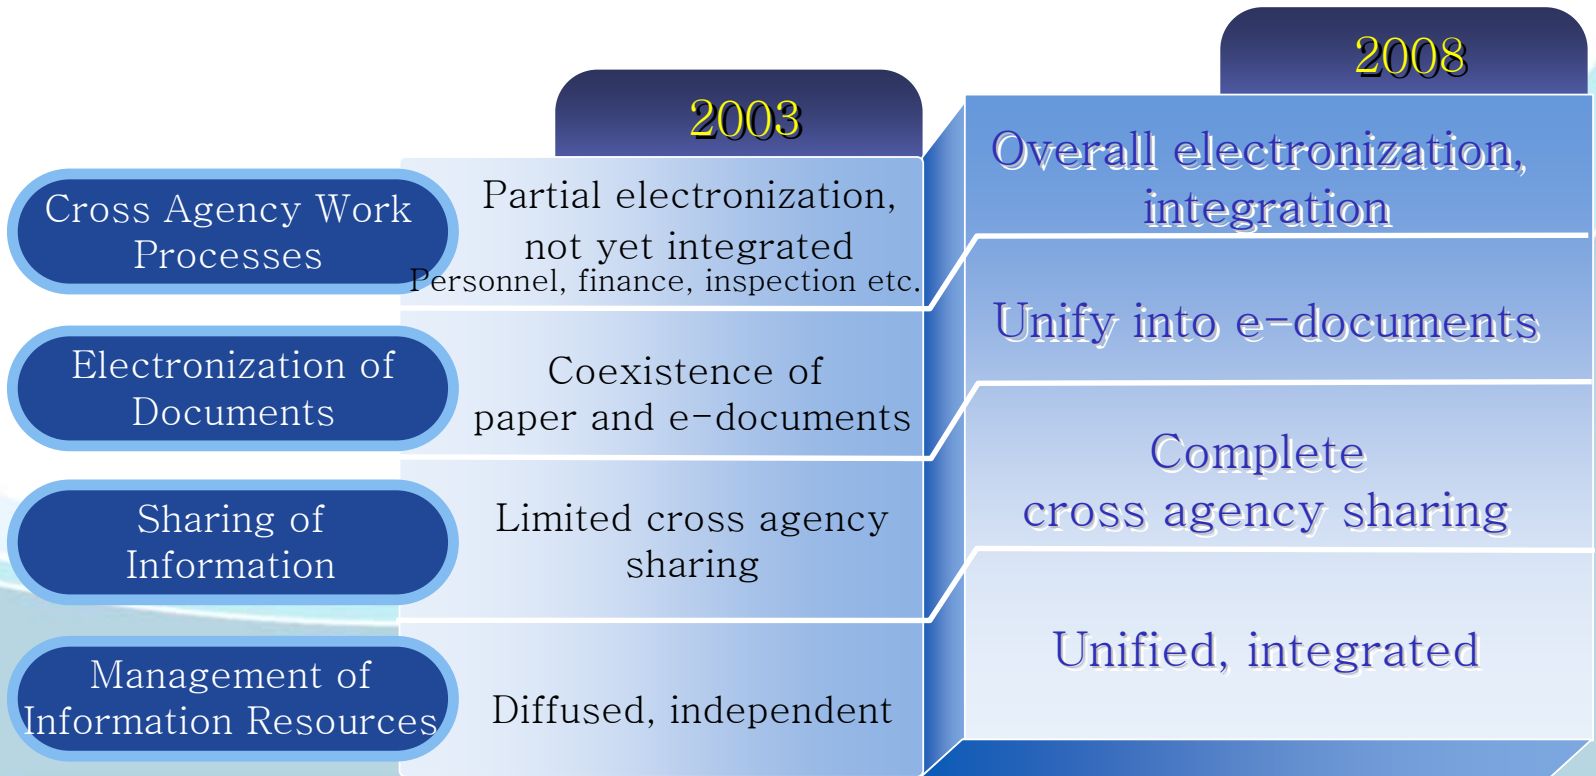 2003
2008
Cross Agency Work
Processes
Partial electronization,
not yet integrated
Personnel, finance, inspection etc.
Overall electronization,
integration
Electronization of
Documents
Coexistence of
paper and e-documents
Unify into e-documents
Sharing of
Information
Limited cross agency
sharing
Complete
cross agency sharing
Management of
Information Resources
Diffused, independent
Unified, integrated